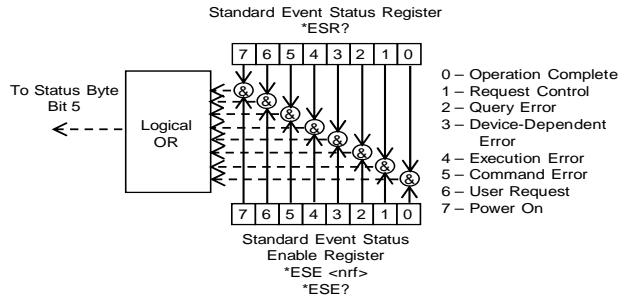 Standard Event Status Register
*ESR?
7 6 5 4 3 2 1 0
To Status Byte
Bit 5
Logical
OR
&
&
&
&
&
&
&
&
0 – Operation Complete
1 – Request Control
2 – Query Error
3 – Device-Dependent
Error
4 – Execution Error
5 – Command Error
6 – User Request
7 – Power On
7 6 5 4 3 2 1 0
Standard Event Status
Enable Register
*ESE <nrf>
*ESE?